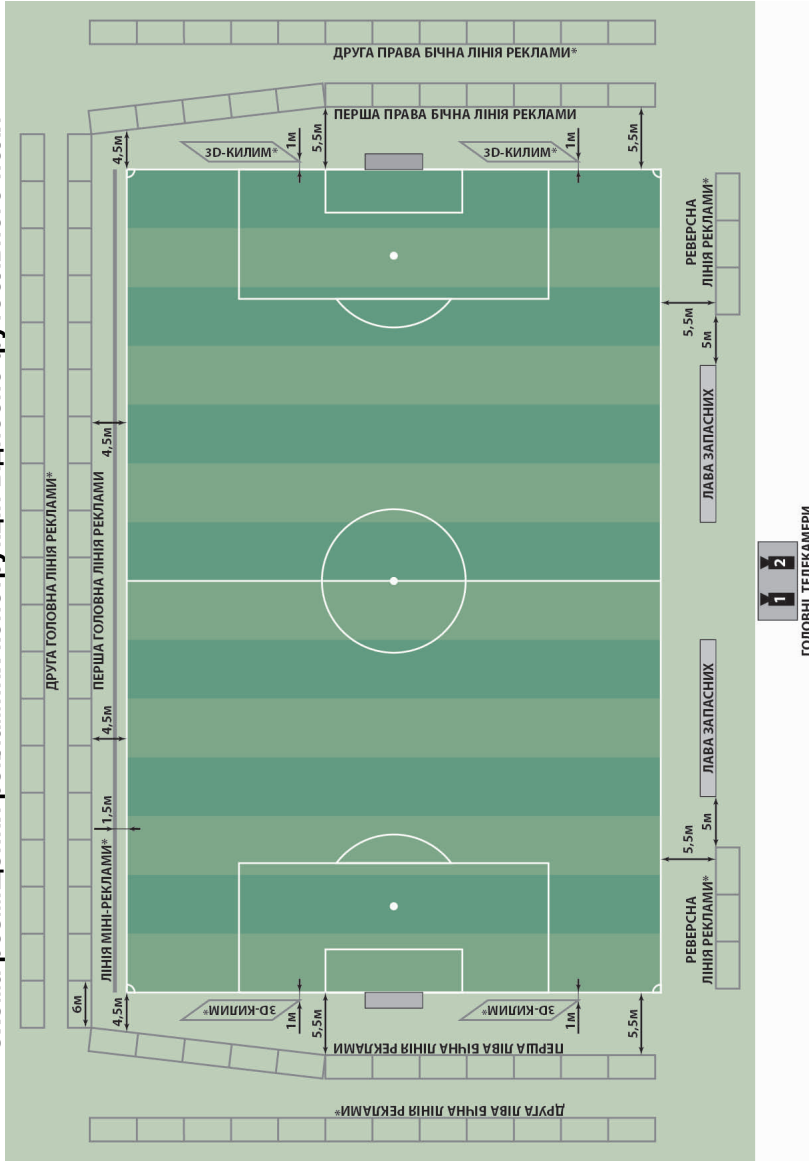 ДРУГА ПРАВА БІЧНА ЛІНІЯ РЕКЛАМИ*
ПЕРША ПРАВА БІЧНА ЛІНІЯ РЕКЛАМИ
4,5м
3D-КИЛИМ*
1м
5,5м
3D-КИЛИМ*
1м
5,5м
РЕВЕРСНА
ЛІНІЯ РЕКЛАМИ*
5,5м
5м
ЛАВА ЗАПАСНИХ
ДРУГА ГОЛОВНА ЛІНІЯ РЕКЛАМИ*
ПЕРША ГОЛОВНА ЛІНІЯ РЕКЛАМИ
4,5м
4,5м
1,5м
ЛІНІЯ МІНІ-РЕКЛАМИ*
6м
1 2
ГОЛОВНІ ТЕЛЕКАМЕРИ
ЛАВА ЗАПАСНИХ
5м
5,5м
РЕВЕРСНА
ЛІНІЯ РЕКЛАМИ*
4,5м
3D-КИЛИМ*
1м
5,5м
3D-КИЛИМ*
1м
5,5м
ПЕРША ЛІВА БІЧНА ЛІНІЯ РЕКЛАМИ
ДРУГА ЛІВА БІЧНА ЛІНІЯ РЕКЛАМИ*